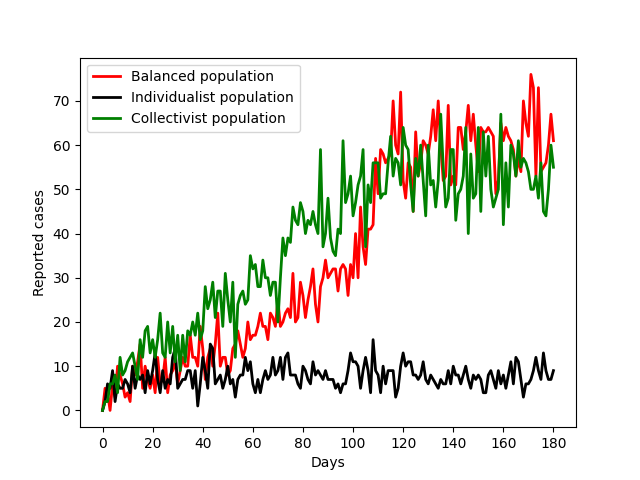 Balanced population
Individualist population
Collectivist population
Reported cases
70
60
50
40
30
20
10
0
0 20 40 60 80 100 120 140 160 180
Days